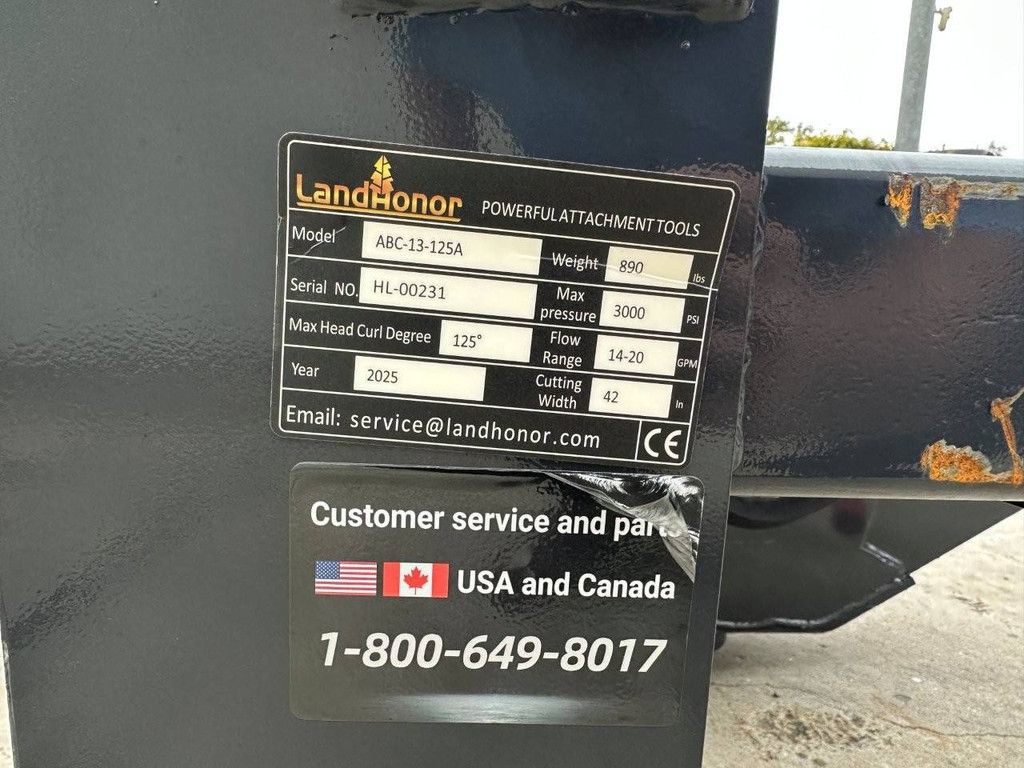 LandHonor POWERFUL ATTACHMENT TOOLS
Model ABC-13-125A Weight 890 lbs
Serial NO. HL-00231 Max pressure 3000 PSI
Max Head Curl Degree 125° Flow Range 14-20 GPM
Year 2025 Cutting Width 42 In
Email: service@landhonor.com CE
Customer service and parts
USA and Canada
1-800-649-8017